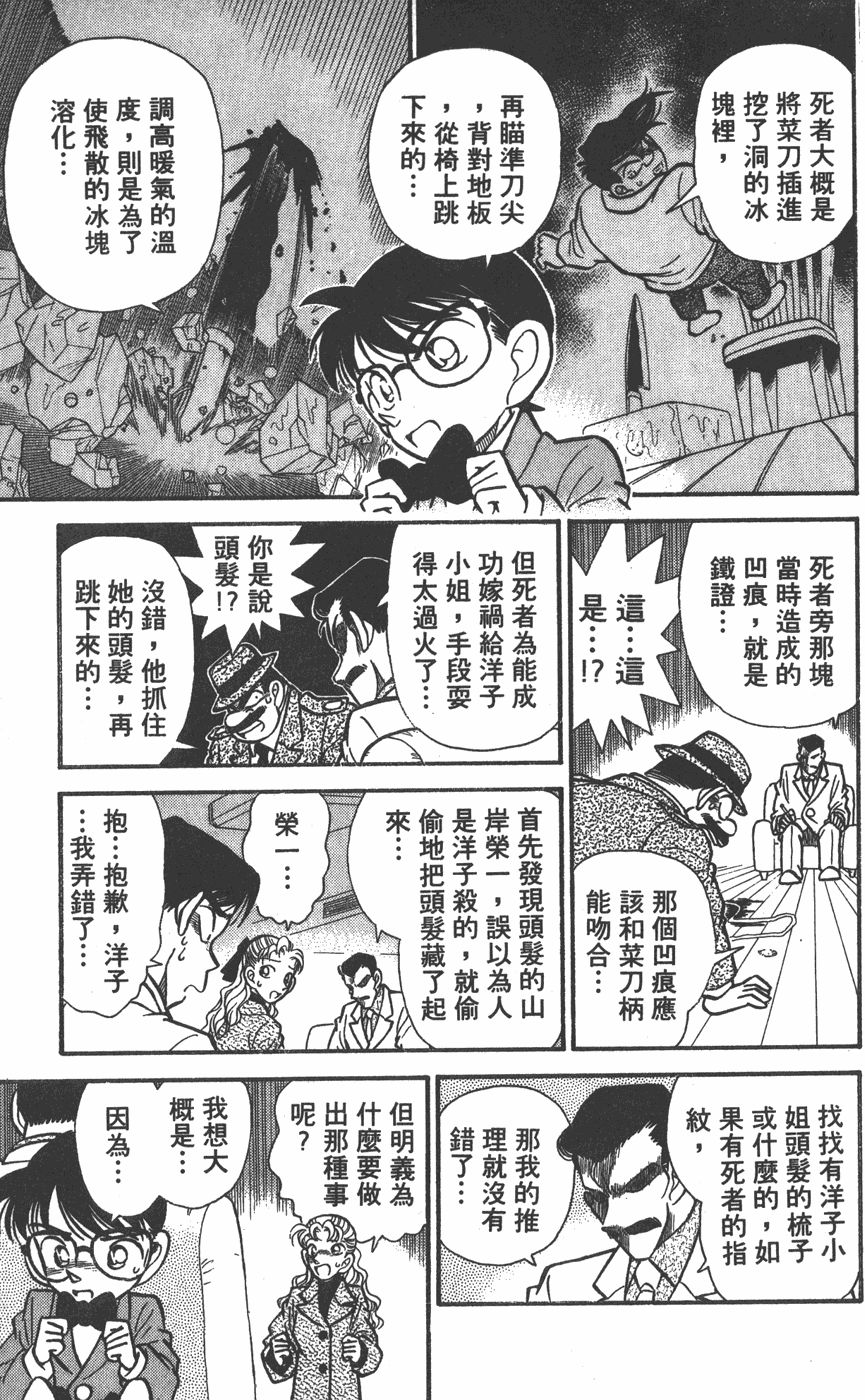 死者大概是
將菜刀插進
挖了洞的冰
塊裡，
再瞄準刀尖
，背對地板
，從椅上跳
下來的…
調高暖氣的溫
度，則是為了
使飛散的冰塊
溶化…
死者旁那塊
當時造成的
凹痕，就是
鐵證…
這…這
是…!?
那個凹痕應
該和菜刀柄
能吻合…
但死者為能成
功嫁禍給洋子
小姐，手段耍
得太過火了…
你是說
頭髮!?
沒錯，他抓住
她的頭髮，再
跳下來的…
首先發現頭髮的山
岸榮一，誤以為人
是洋子殺的，就偷
偷地把頭髮藏了起
來…
榮一…
抱…抱歉，洋子
…我弄錯了…
找找有洋子小
姐頭髮的梳子
或什麼的，如
果有死者的指
紋，
那我的推
理就沒有
錯了…
但明義為
什麼要做
出那種事
呢？
我想大
概是…
因為…